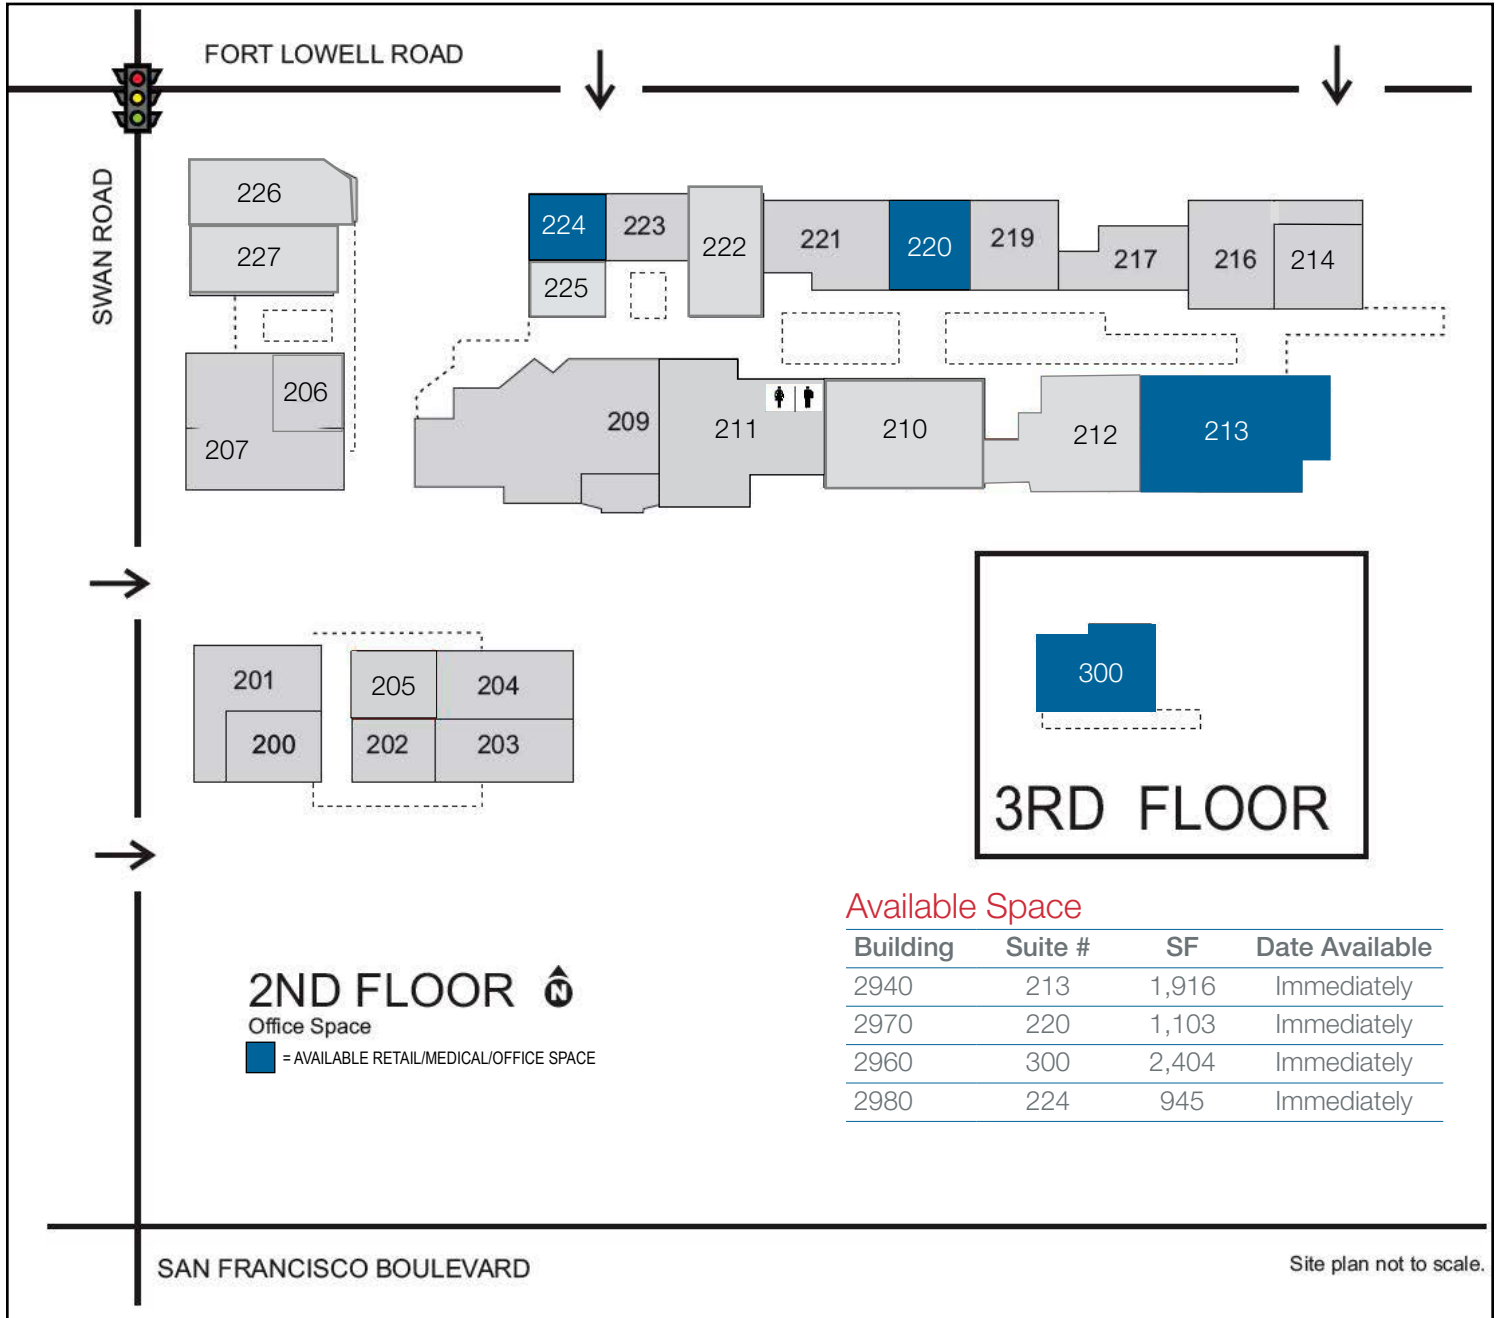 FORT LOWELL ROAD
SWAN ROAD
226
227
224
223
222
221
220
219
217
216
214
225
206
207
209
211
210
212
213
201
200
205
204
202
203
300
3RD FLOOR
Available Space
Building Suite # SF Date Available
2940 213 1,916 Immediately
2970 220 1,103 Immediately
2960 300 2,404 Immediately
2980 224 945 Immediately
2ND FLOOR N
Office Space
= AVAILABLE RETAIL/MEDICAL/OFFICE SPACE
SAN FRANCISCO BOULEVARD
Site plan not to scale.